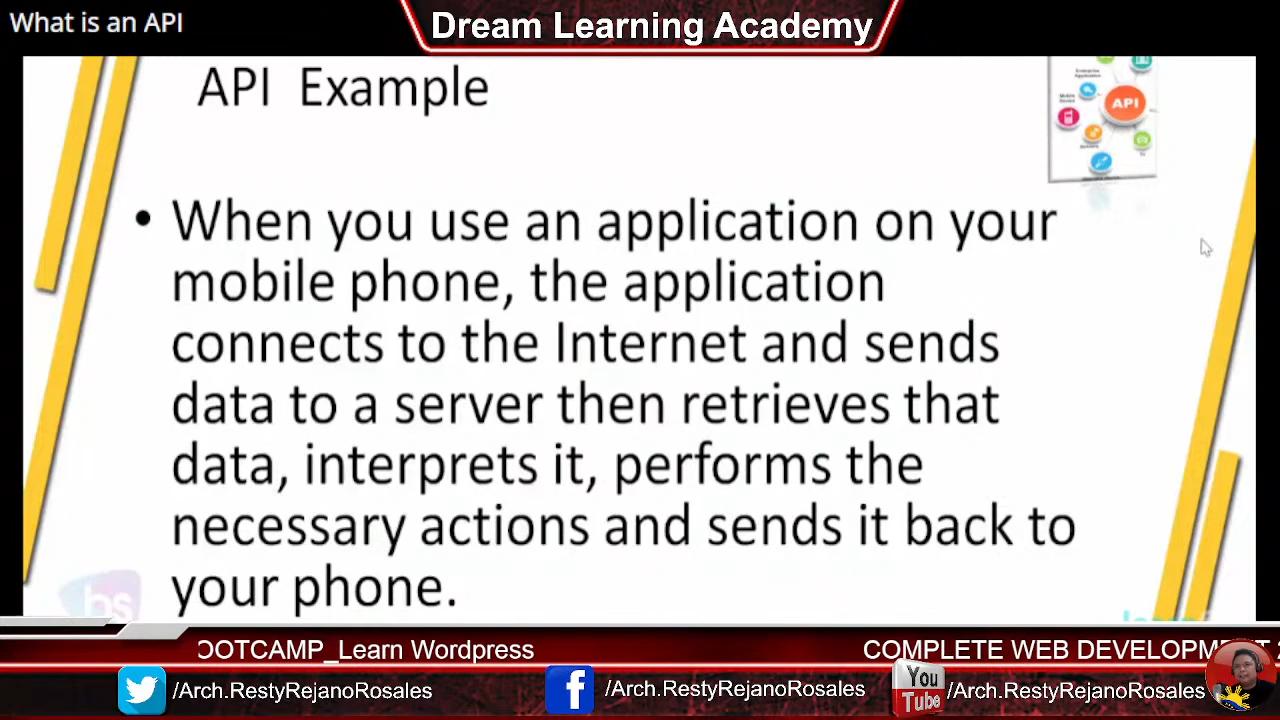 What is an API
Dream Learning Academy
API Example
API
• When you use an application on your
mobile phone, the application
connects to the Internet and sends
data to a server then retrieves that
data, interprets it, performs the
necessary actions and sends it back to
your phone.
bs
OOTCAMP_Learn Wordpress
COMPLETE WEB DEVELOPMENT 2
/Arch.RestyRejanoRosales
/Arch.RestyRejanoRosales
You
Tube
/Arch.RestyRejanoRosales